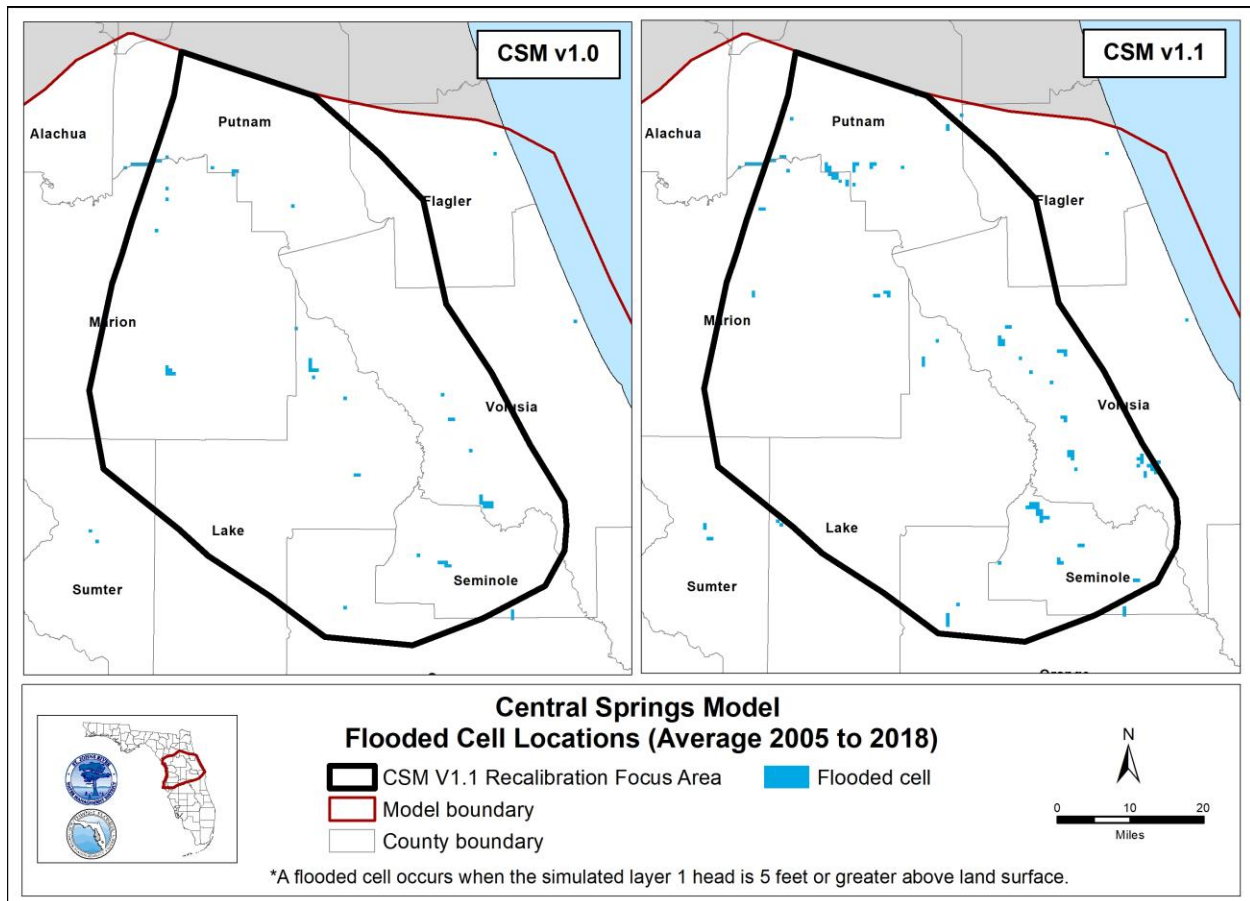 CSM v1.0
Alachua
Putnam
Flagler
Marion
Volusia
Lake
Sumter
Seminole
CSM v1.1
Alachua
Putnam
Flagler
Marion
Volusia
Lake
Sumter
Seminole
Central Springs Model
Flooded Cell Locations (Average 2005 to 2018)
CSM V1.1 Recalibration Focus Area
Flooded cell
Model boundary
County boundary
N
0 10 20
Miles
*A flooded cell occurs when the simulated layer 1 head is 5 feet or greater above land surface.